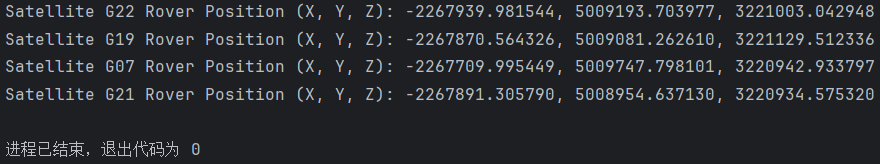 Satellite G22 Rover Position (X, Y, Z): -2267939.981544, 5009193.703977, 3221003.042948
Satellite G19 Rover Position (X, Y, Z): -2267870.564326, 5009081.262610, 3221129.512336
Satellite G07 Rover Position (X, Y, Z): -2267709.995449, 5009747.798101, 3220942.933797
Satellite G21 Rover Position (X, Y, Z): -2267891.305790, 5008954.637130, 3220934.575320
进程已结束，退出代码为 0